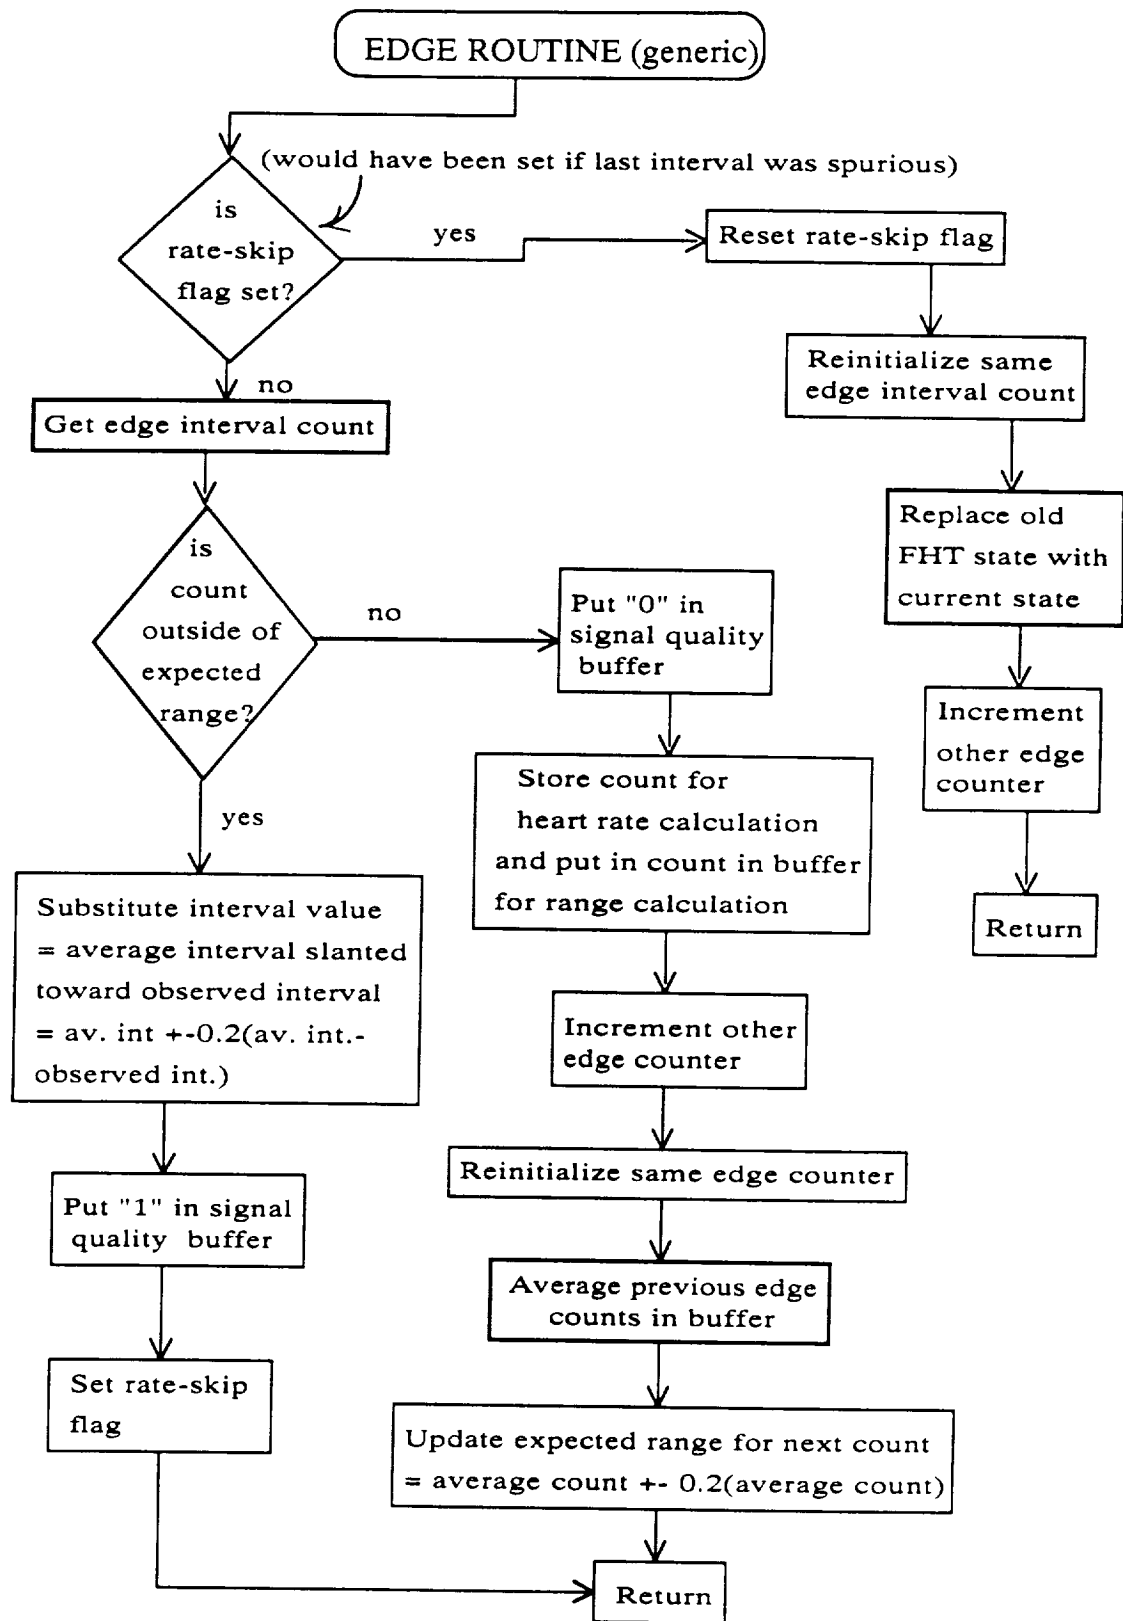 EDGE ROUTINE (generic)
(would have been set if last interval was spurious)
is
rate-skip
flag set?
yes
Reset rate-skip flag
Reinitialize same
edge interval count
Replace old
FHT state with
current state
Increment
other edge
counter
Return
no
Get edge interval count
is
count
outside of
expected
range?
no
Put "0" in
signal quality
buffer
Store count for
heart rate calculation
and put in count in buffer
for range calculation
Increment other
edge counter
Reinitialize same edge counter
Average previous edge
counts in buffer
Update expected range for next count
= average count +- 0.2(average count)
yes
Substitute interval value
= average interval slanted
toward observed interval
= av. int +-0.2(av. int.-
observed int.)
Put "1" in signal
quality buffer
Set rate-skip
flag
Return